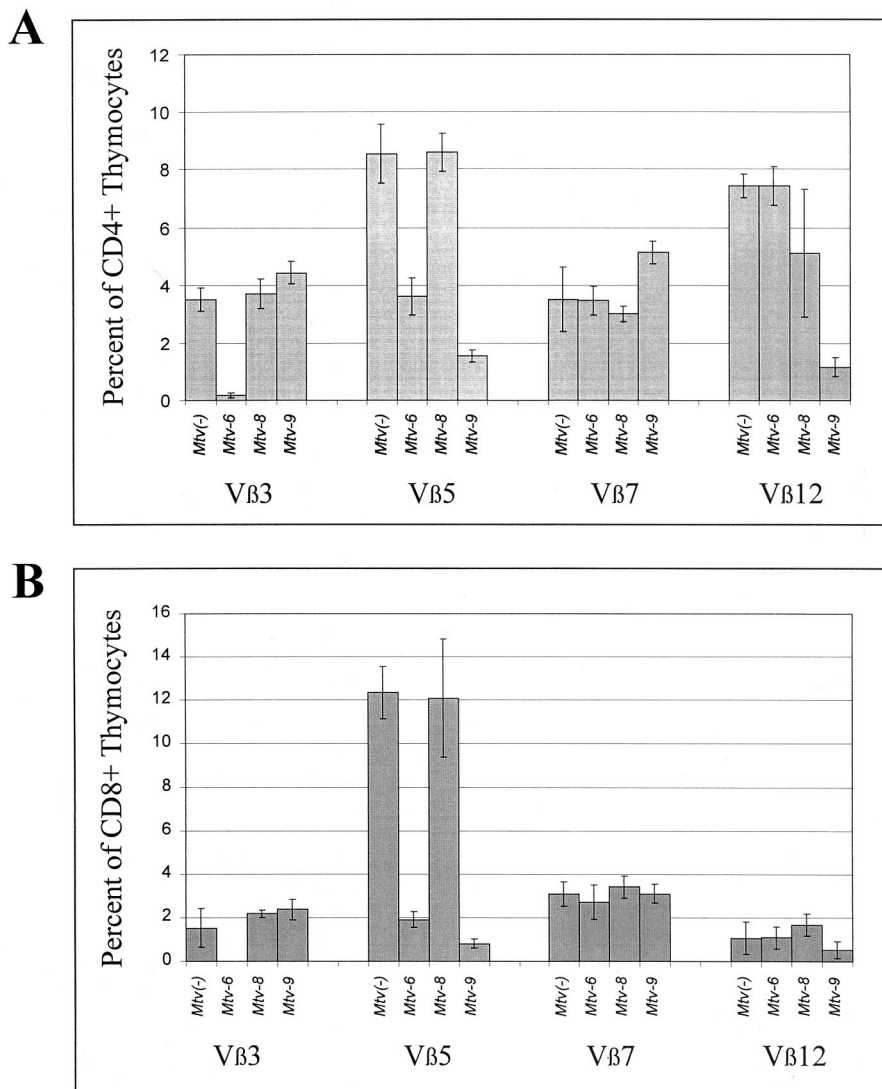 A
Percent of CD4+ Thymocytes
12
10
8
6
4
2
0
Mtv(-) Mtv-6 Mtv-8 Mtv-9 Mtv(-) Mtv-6 Mtv-8 Mtv-9 Mtv(-) Mtv-6 Mtv-8 Mtv-9 Mtv(-) Mtv-6 Mtv-8 Mtv-9
Vß3 Vß5 Vß7 Vß12
B
Percent of CD8+ Thymocytes
16
14
12
10
8
6
4
2
0
Mtv(-) Mtv-6 Mtv-8 Mtv-9 Mtv(-) Mtv-6 Mtv-8 Mtv-9 Mtv(-) Mtv-6 Mtv-8 Mtv-9 Mtv(-) Mtv-6 Mtv-8 Mtv-9
Vß3 Vß5 Vß7 Vß12